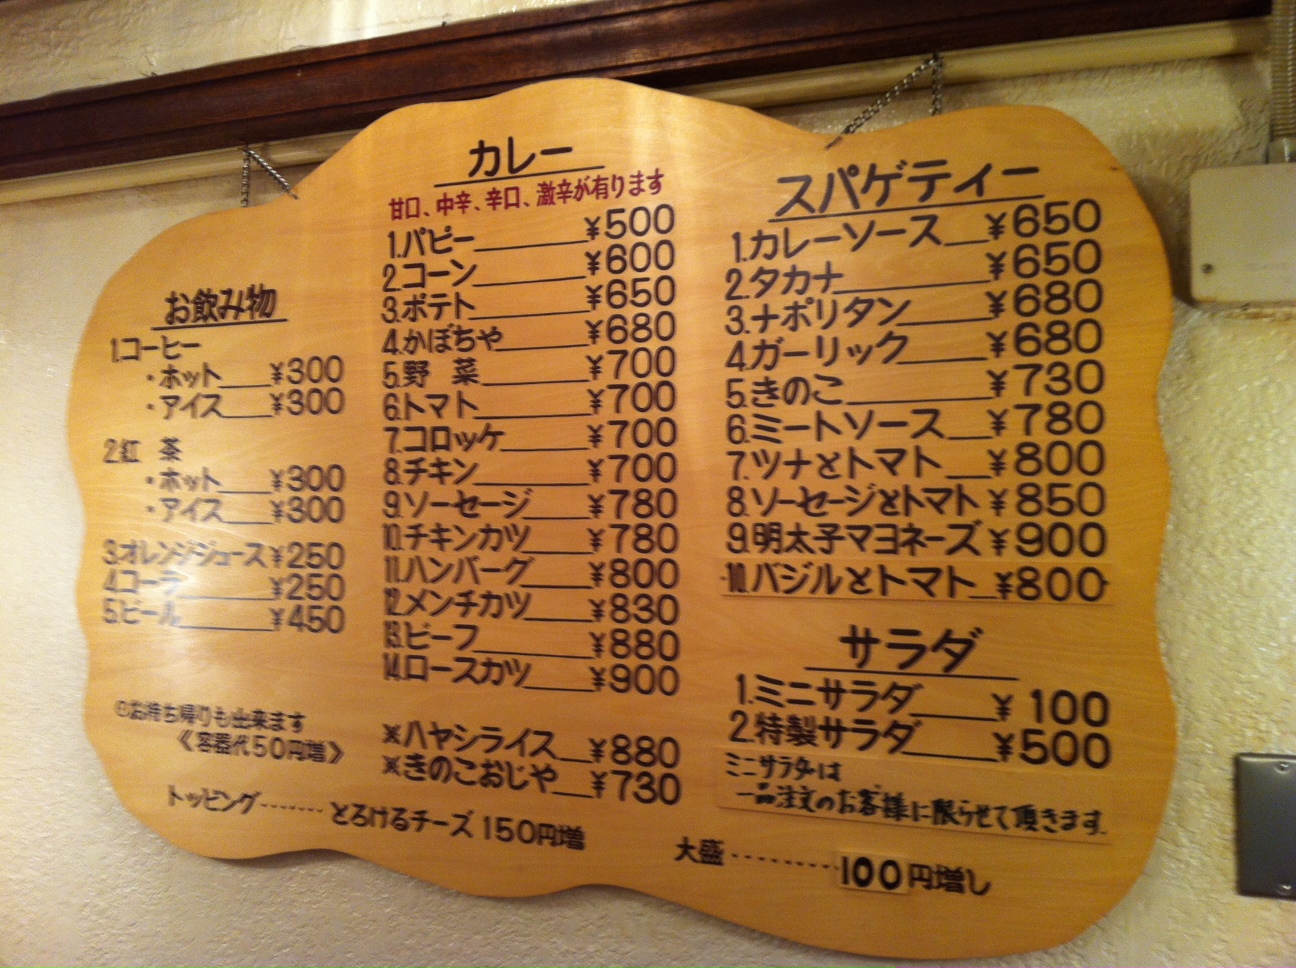 お飲み物
1.コーヒー
・ホット ¥300
・アイス ¥300
2.紅 茶
・ホット ¥300
・アイス ¥300
3.オレンジジュース ¥250
4.コーラ ¥250
5.ビール ¥450
◎お持ち帰りも出来ます
《容器代50円増》
カレー
甘口、中辛、辛口、激辛が有ります
1.パピー ¥500
2.コーン ¥600
3.ポテト ¥650
4.かぼちゃ ¥680
5.野 菜 ¥700
6.トマト ¥700
7.コロッケ ¥700
8.チキン ¥700
9.ソーセージ ¥780
10.チキンカツ ¥780
11.ハンバーグ ¥800
12.メンチカツ ¥830
13.ビーフ ¥880
14.ロースカツ ¥900
※ハヤシライス ¥880
※きのこおじや ¥730
スパゲティー
1.カレーソース ¥650
2.タカナ ¥650
3.ナポリタン ¥680
4.ガーリック ¥680
5.きのこ ¥730
6.ミートソース ¥780
7.ツナとトマト ¥800
8.ソーセージとトマト ¥850
9.明太子マヨネーズ ¥900
10.バジルとトマト ¥800
サラダ
1.ミニサラダ ¥100
2.特製サラダ ¥500
ミニサラダは
一品注文のお客様に限らせて頂きます.
トッピング‥‥‥とろけるチーズ 150円増
大盛‥‥‥‥100円増し